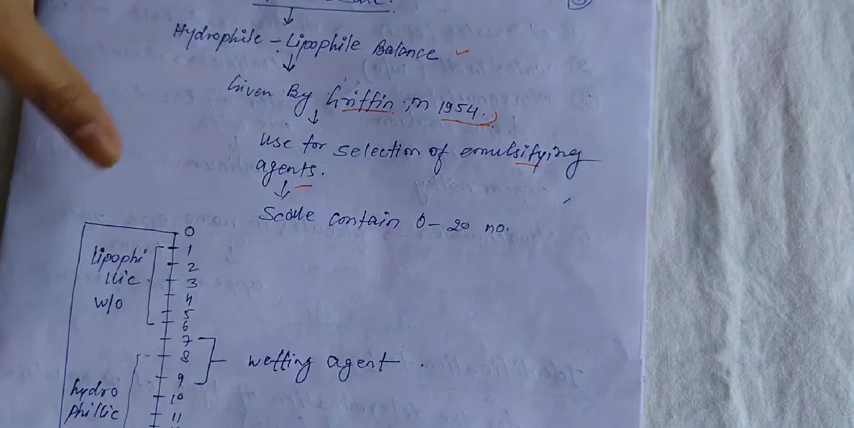 Hydrophile - Lipophile Balance
Given By Griffin in 1954.
Use for selection of emulsifying
agents.
Scale contain 0-20 no.
0
1
lipophi
2
llic
3
w/o
4
5
6
7
8
wetting agent
9
hydro
10
phillic
11